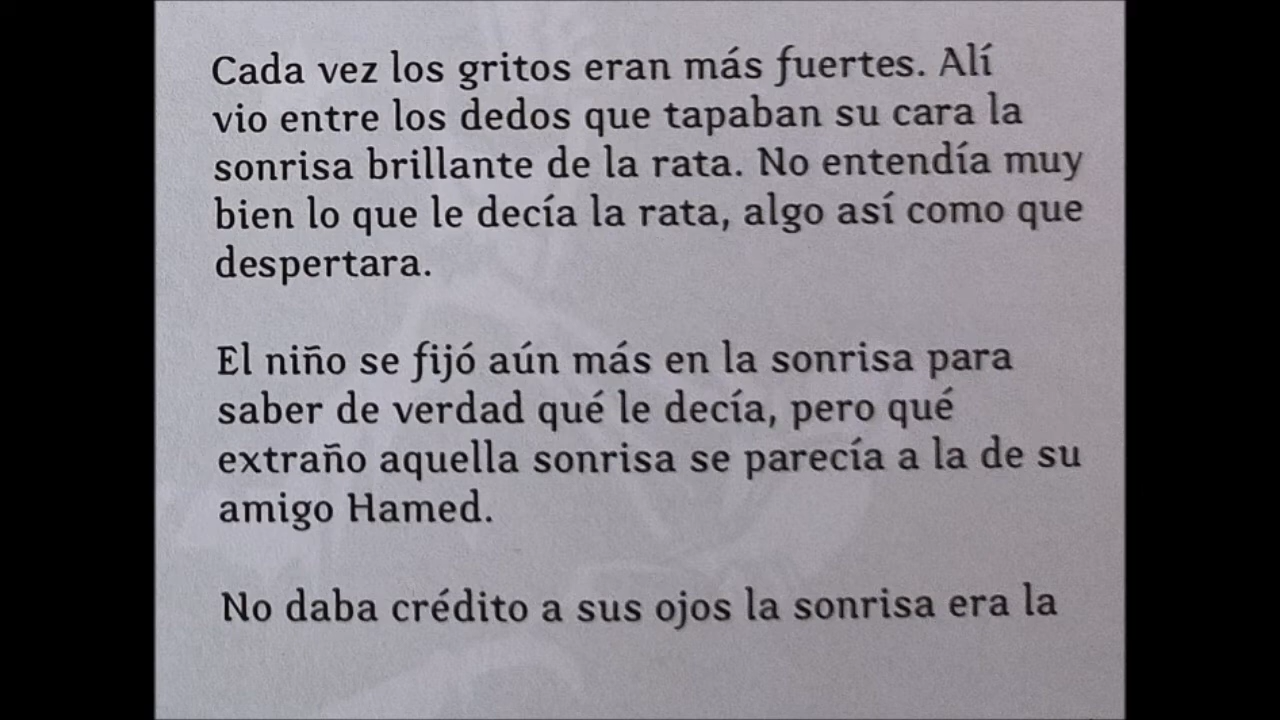 Cada vez los gritos eran más fuertes. Alí
vio entre los dedos que tapaban su cara la
sonrisa brillante de la rata. No entendía muy
bien lo que le decía la rata, algo así como que
despertara.
El niño se fijó aún más en la sonrisa para
saber de verdad qué le decía, pero qué
extraño aquella sonrisa se parecía a la de su
amigo Hamed.
No daba crédito a sus ojos la sonrisa era la